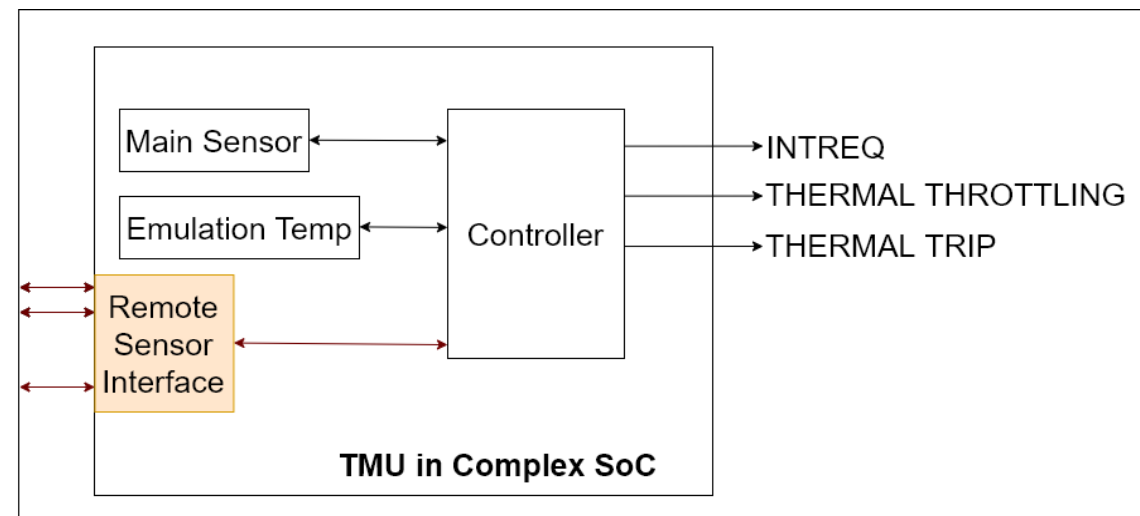 Main Sensor
Emulation Temp
Remote
Sensor
Interface
Controller
INTREQ
THERMAL THROTTLING
THERMAL TRIP
TMU in Complex SoC